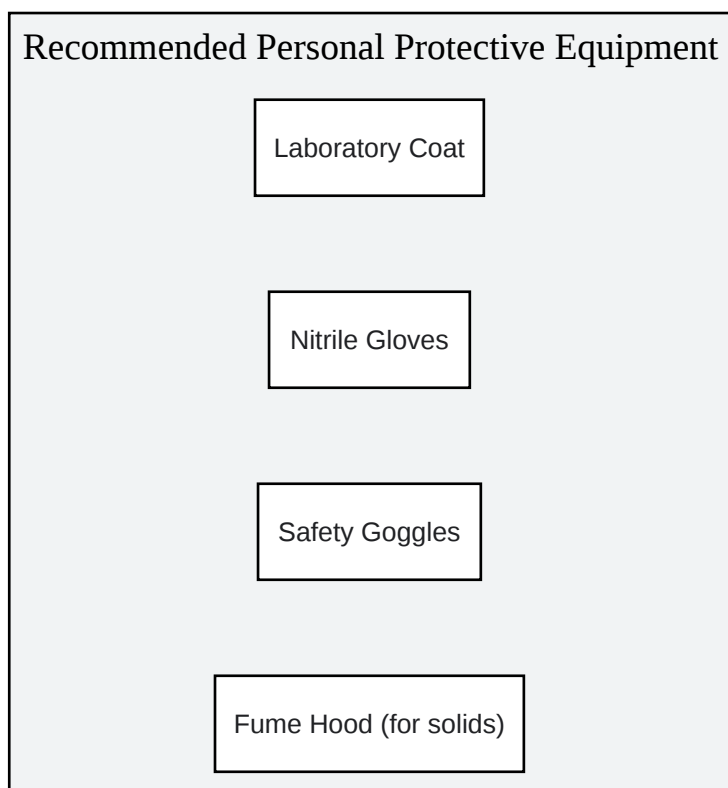 Recommended Personal Protective Equipment
Laboratory Coat
Nitrile Gloves
Safety Goggles
Fume Hood (for solids)